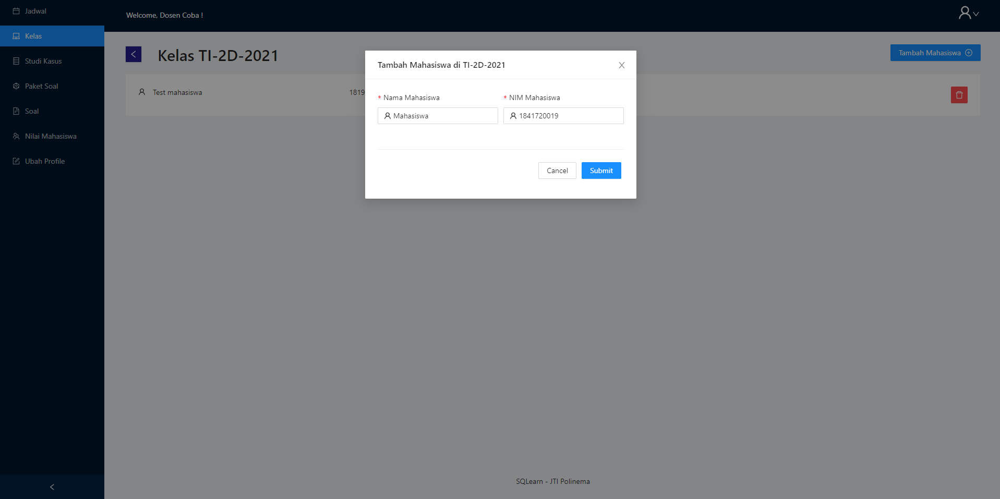 Jadwal
Kelas
Studi Kasus
Paket Soal
Soal
Nilai Mahasiswa
Ubah Profile
Welcome, Dosen Coba !
Kelas TI-2D-2021
Tambah Mahasiswa
Test mahasiswa
1819
Tambah Mahasiswa di TI-2D-2021
* Nama Mahasiswa
Mahasiswa
* NIM Mahasiswa
1841720019
Cancel
Submit
SQLearn - JTI Polinema